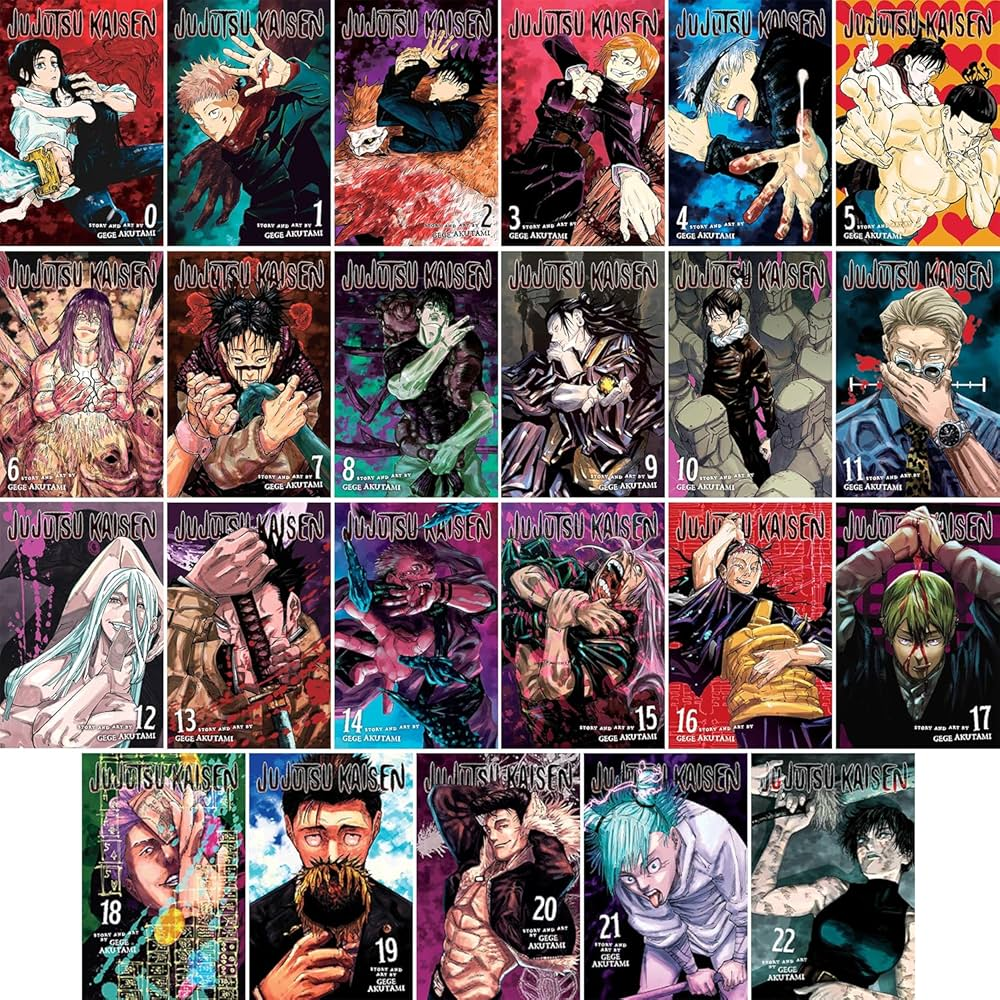 JUJUTSU KAISEN
0
STORY AND ART BY
GEGE AKUTAMI
JUJUTSU KAISEN
1
STORY AND ART BY
GEGE AKUTAMI
JUJUTSU KAISEN
2
STORY AND ART BY
GEGE AKUTAMI
JUJUTSU KAISEN
3
STORY AND ART BY
GEGE AKUTAMI
JUJUTSU KAISEN
4
STORY AND ART BY
GEGE AKUTAMI
JUJUTSU KAISEN
5
STORY AND ART BY
GEGE AKUTAMI
JUJUTSU KAISEN
6
STORY AND ART BY
GEGE AKUTAMI
JUJUTSU KAISEN
7
STORY AND ART BY
GEGE AKUTAMI
JUJUTSU KAISEN
8
STORY AND ART BY
GEGE AKUTAMI
JUJUTSU KAISEN
9
STORY AND ART BY
GEGE AKUTAMI
JUJUTSU KAISEN
10
STORY AND ART BY
GEGE AKUTAMI
JUJUTSU KAISEN
11
STORY AND ART BY
GEGE AKUTAMI
JUJUTSU KAISEN
12
STORY AND ART BY
GEGE AKUTAMI
JUJUTSU KAISEN
13
STORY AND ART BY
GEGE AKUTAMI
JUJUTSU KAISEN
14
STORY AND ART BY
GEGE AKUTAMI
JUJUTSU KAISEN
15
STORY AND ART BY
GEGE AKUTAMI
JUJUTSU KAISEN
16
STORY AND ART BY
GEGE AKUTAMI
JUJUTSU KAISEN
17
STORY AND ART BY
GEGE AKUTAMI
JUJUTSU KAISEN
18
STORY AND ART
BY GEGE
AKUTAMI
JUJUTSU KAISEN
19
STORY AND ART
BY GEGE
AKUTAMI
JUJUTSU KAISEN
20
STORY AND ART
BY GEGE
AKUTAMI
JUJUTSU KAISEN
21
STORY AND
ART BY
GEGE
AKUTAMI
JUJUTSU KAISEN
22
STORY AND ART
BY GEGE
AKUTAMI